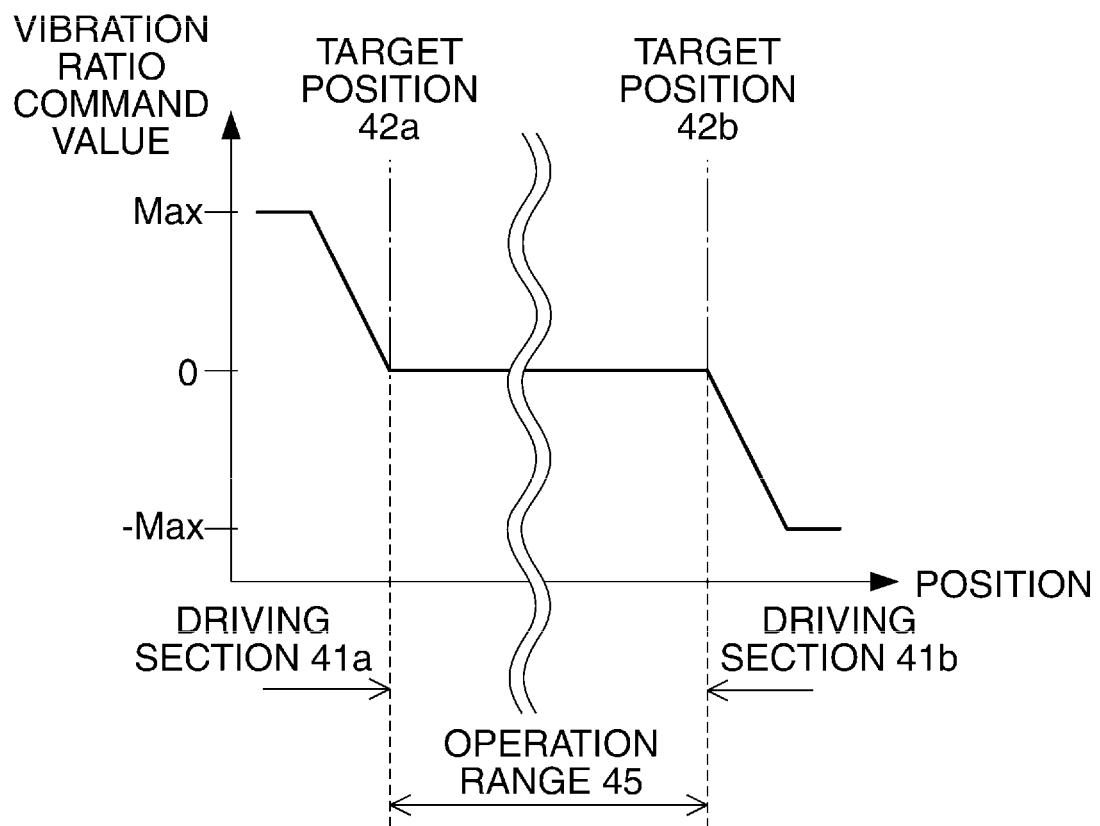 VIBRATION
RATIO
COMMAND
VALUE
TARGET
POSITION
42a
TARGET
POSITION
42b
Max
0
-Max
POSITION
DRIVING
SECTION 41a
DRIVING
SECTION 41b
OPERATION
RANGE 45